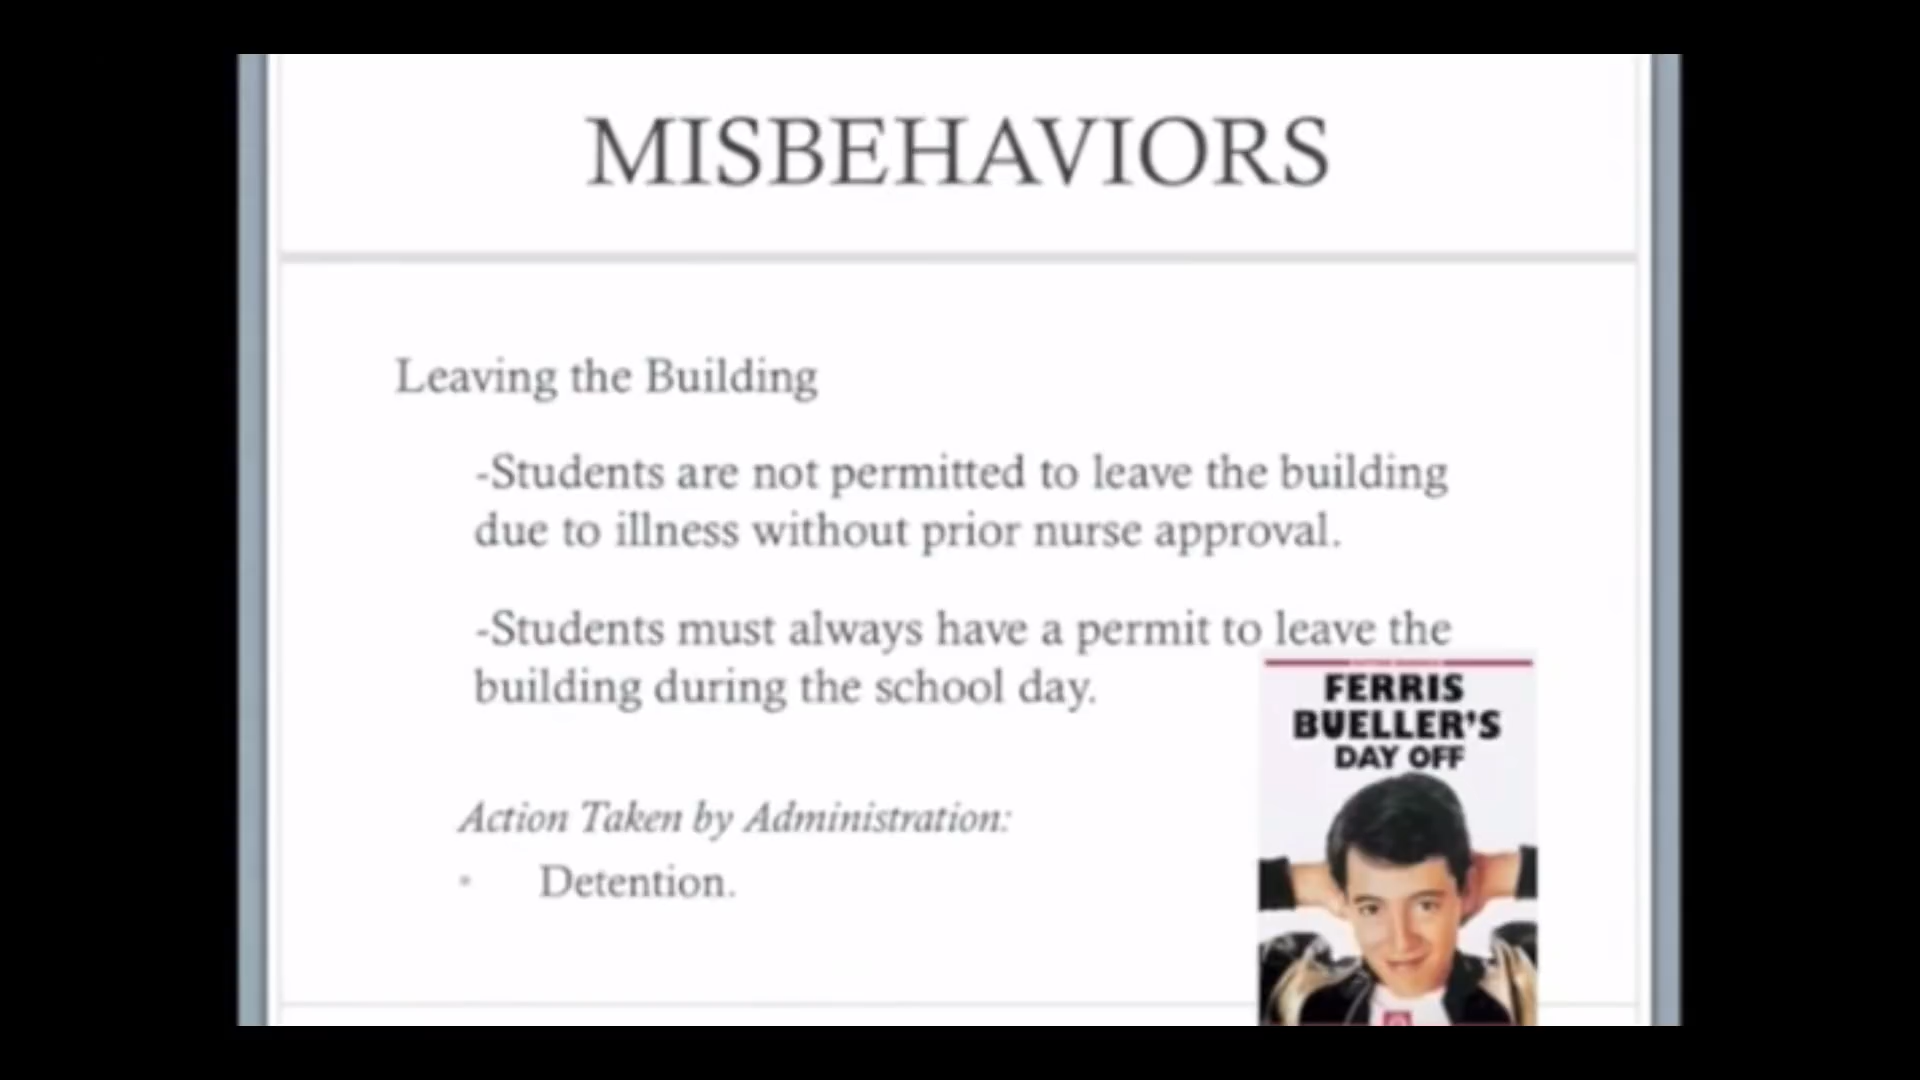 MISBEHAVIORS
Leaving the Building
-Students are not permitted to leave the building
due to illness without prior nurse approval.
-Students must always have a permit to leave the
building during the school day.
Action Taken by Administration:
• Detention.
FERRIS
BUELLER'S
DAY OFF